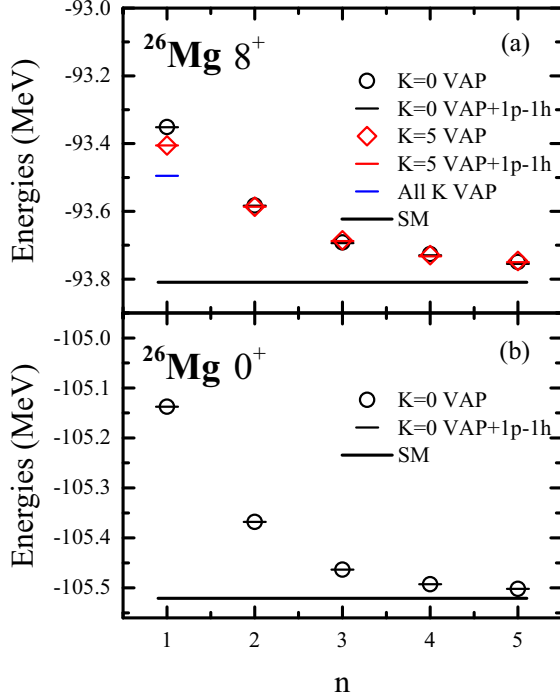 -93.0
-93.2
-93.4
-93.6
-93.8
Energies (MeV)
²⁶Mg 8⁺
(a)
K=0 VAP
K=0 VAP+1p-1h
K=5 VAP
K=5 VAP+1p-1h
All K VAP
SM
-105.0
-105.1
-105.2
-105.3
-105.4
-105.5
Energies (MeV)
²⁶Mg 0⁺
(b)
K=0 VAP
K=0 VAP+1p-1h
SM
1 2 3 4 5
n